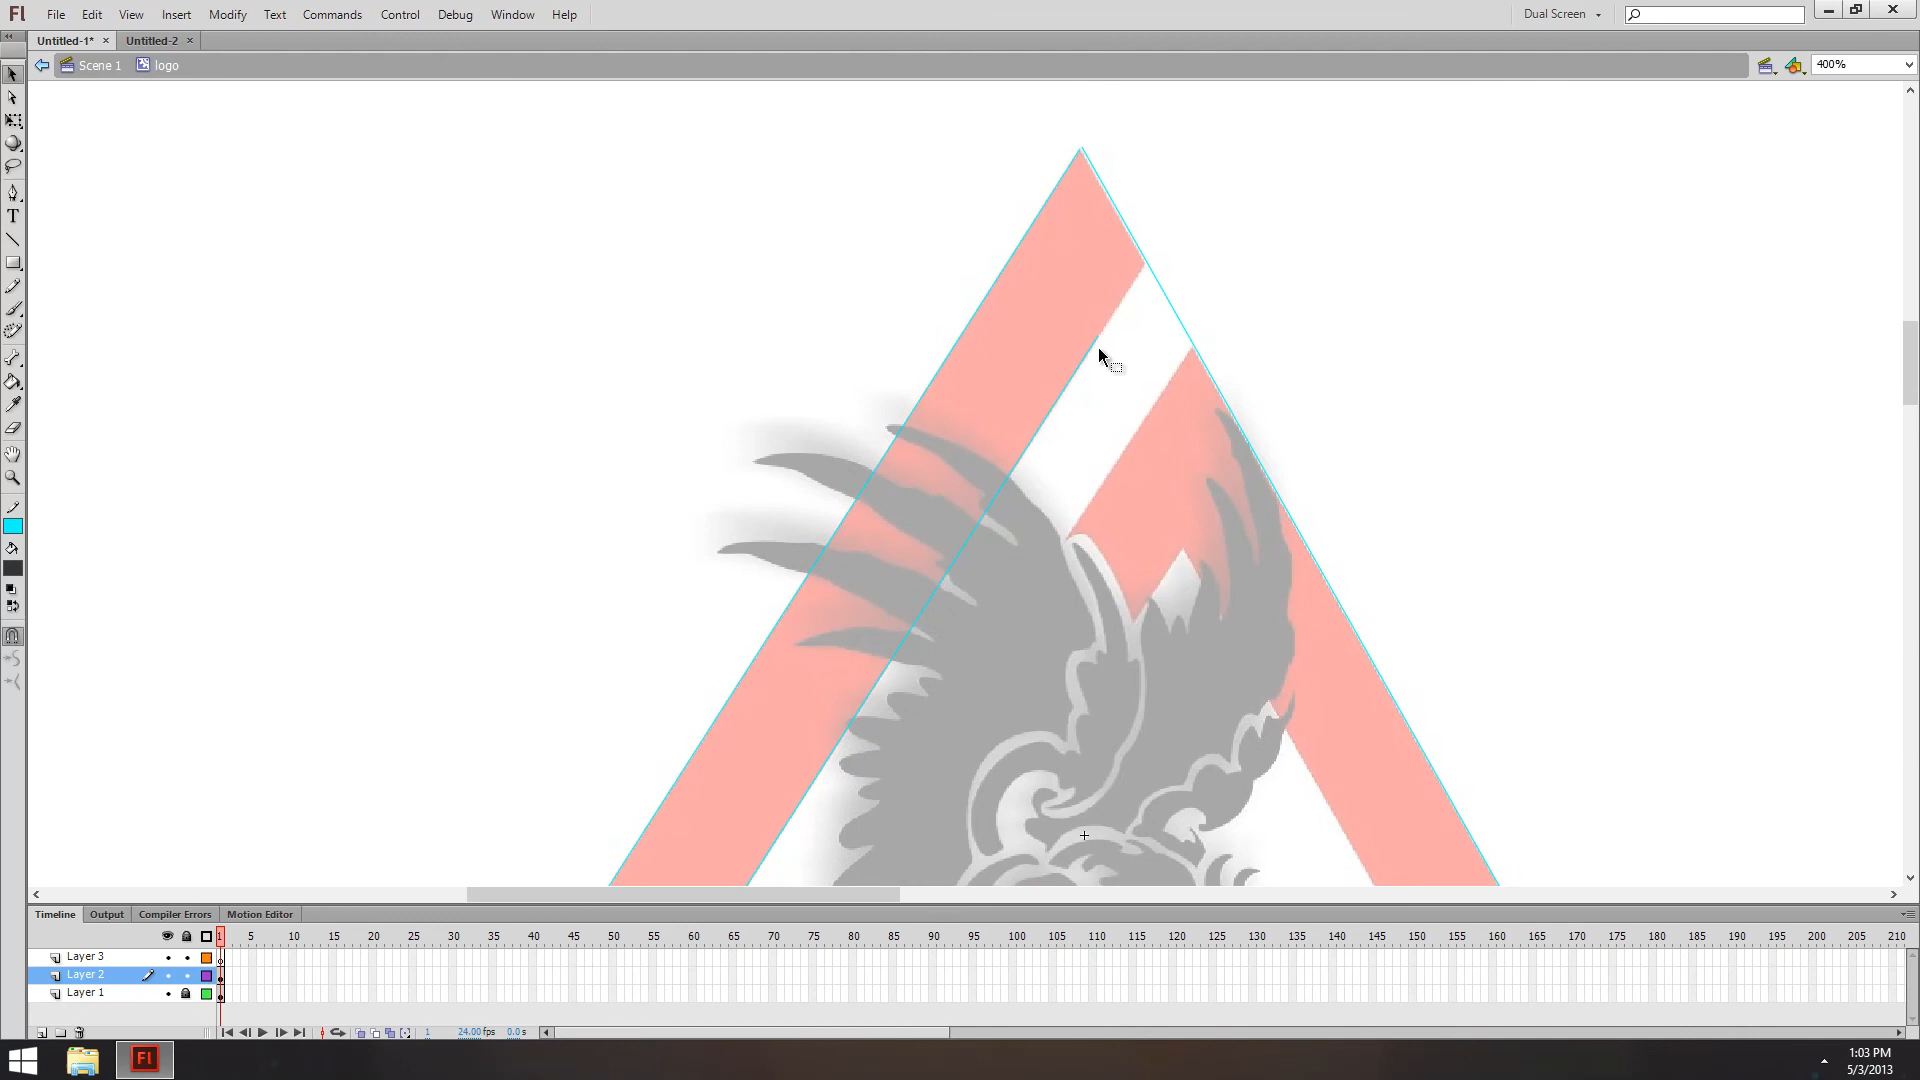 Fl File Edit View Insert Modify Text Commands Control Debug Window Help Dual Screen
Untitled-1* × Untitled-2 ×
Scene 1 logo 400%
T
Timeline Output Compiler Errors Motion Editor
1 5 10 15 20 25 30 35 40 45 50 55 60 65 70 75 80 85 90 95 100 105 110 115 120 125 130 135 140 145 150 155 160 165 170 175 180 185 190 195 200 205 210
Layer 3
Layer 2
Layer 1
1 24.00 fps 0.0 s
Fl
1:03 PM
5/3/2013